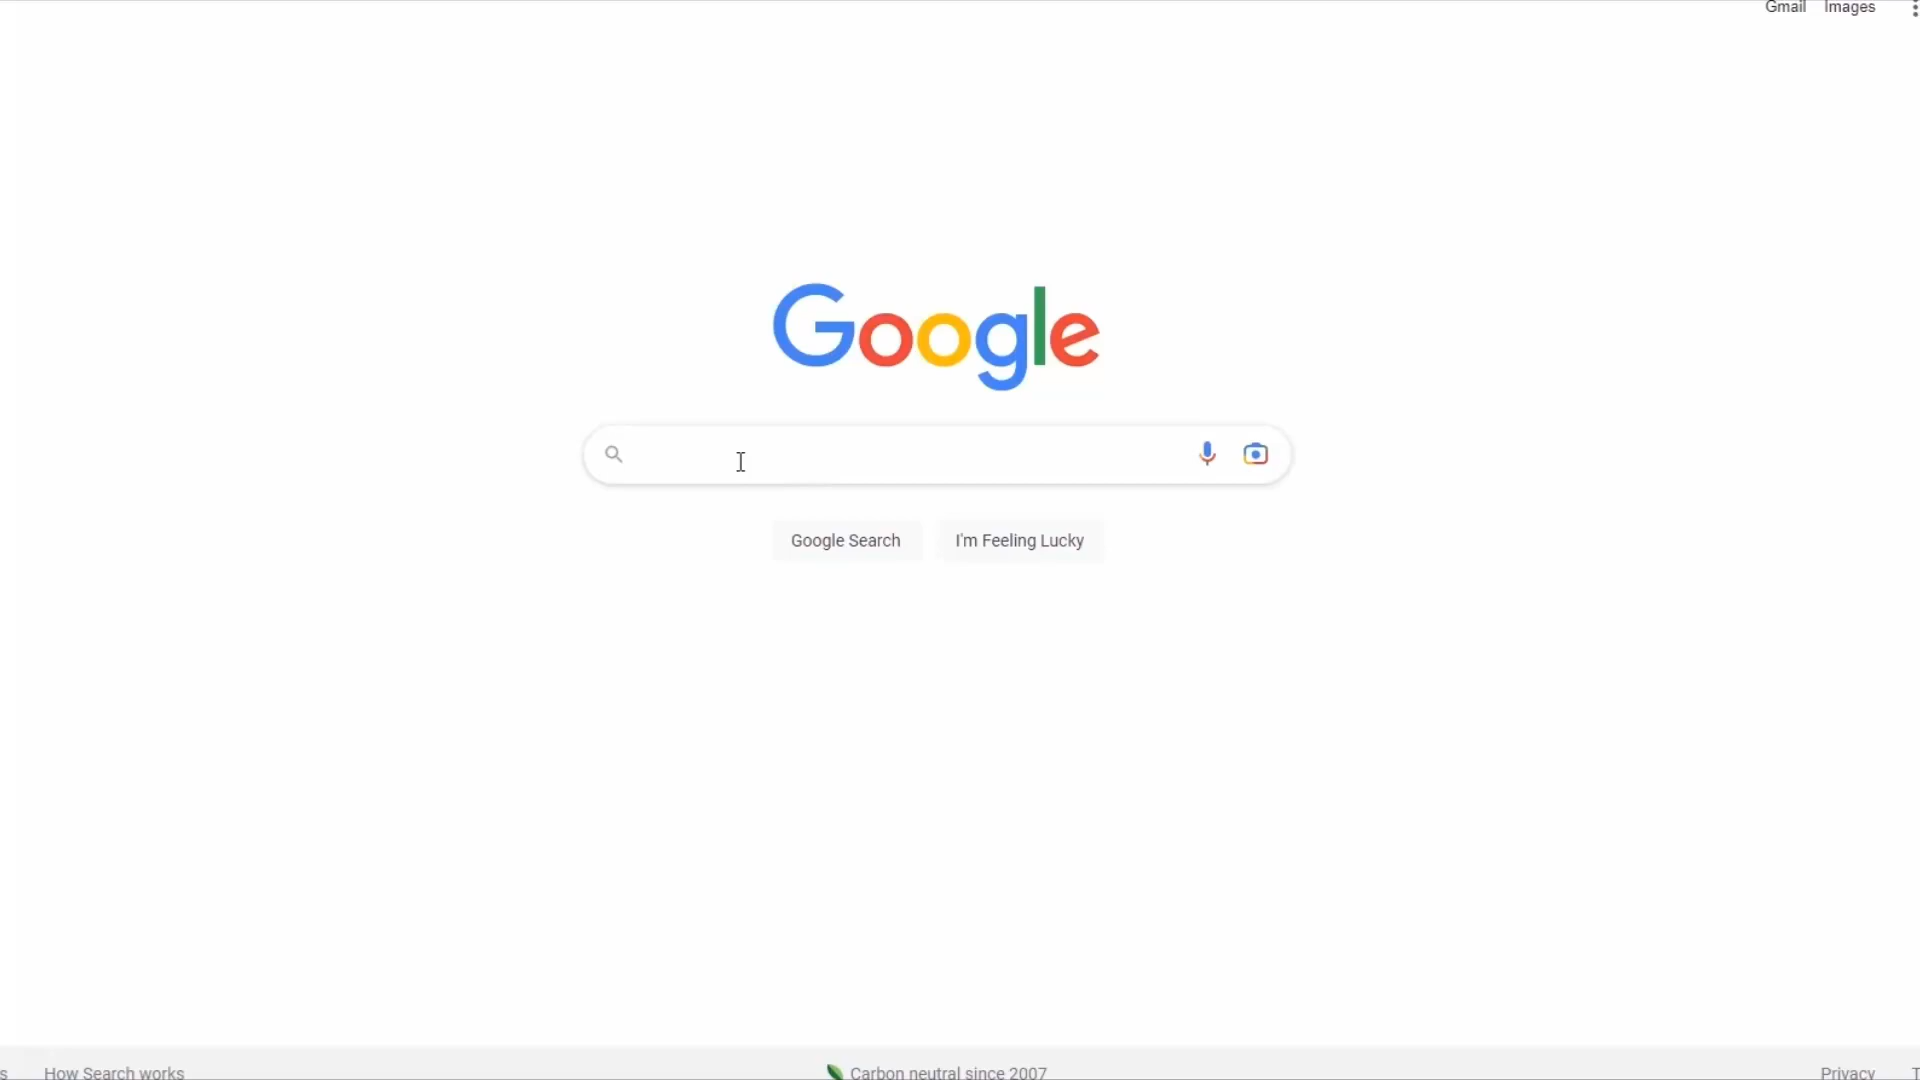 Gmail Images
Google
Google Search I'm Feeling Lucky
How Search works Carbon neutral since 2007 Privacy